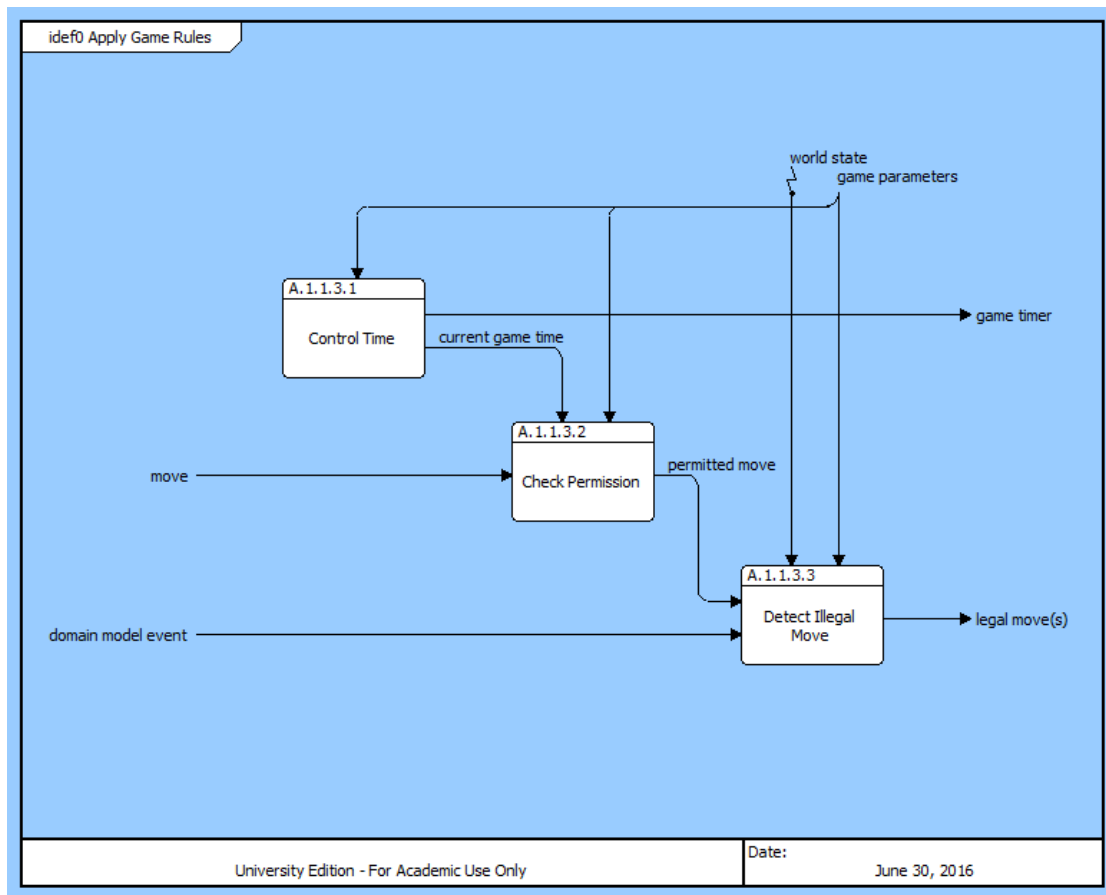 idef0 Apply Game Rules
world state
game parameters
A.1.1.3.1
Control Time
game timer
current game time
A.1.1.3.2
Check Permission
permitted move
move
A.1.1.3.3
Detect Illegal
Move
domain model event
legal move(s)
Date:
University Edition - For Academic Use Only
June 30, 2016